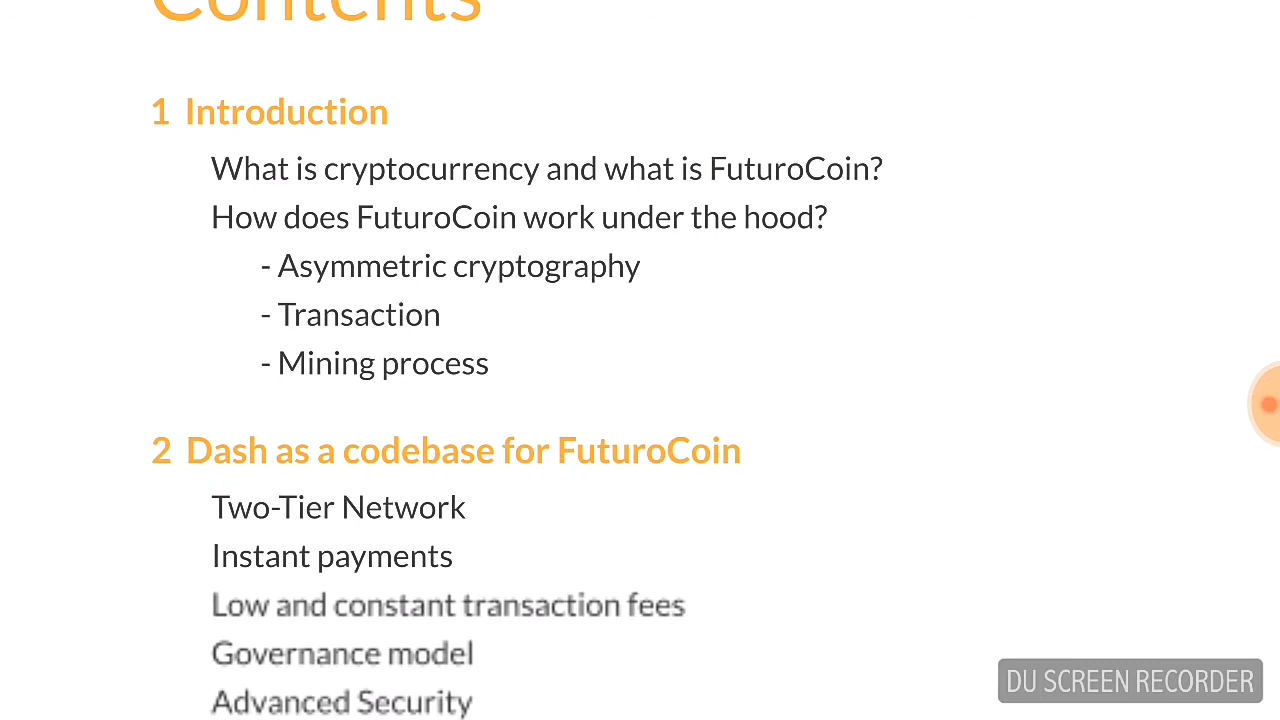 Contents
1 Introduction
What is cryptocurrency and what is FuturoCoin?
How does FuturoCoin work under the hood?
- Asymmetric cryptography
- Transaction
- Mining process
2 Dash as a codebase for FuturoCoin
Two-Tier Network
Instant payments
Low and constant transaction fees
Governance model
Advanced Security
DU SCREEN RECORDER